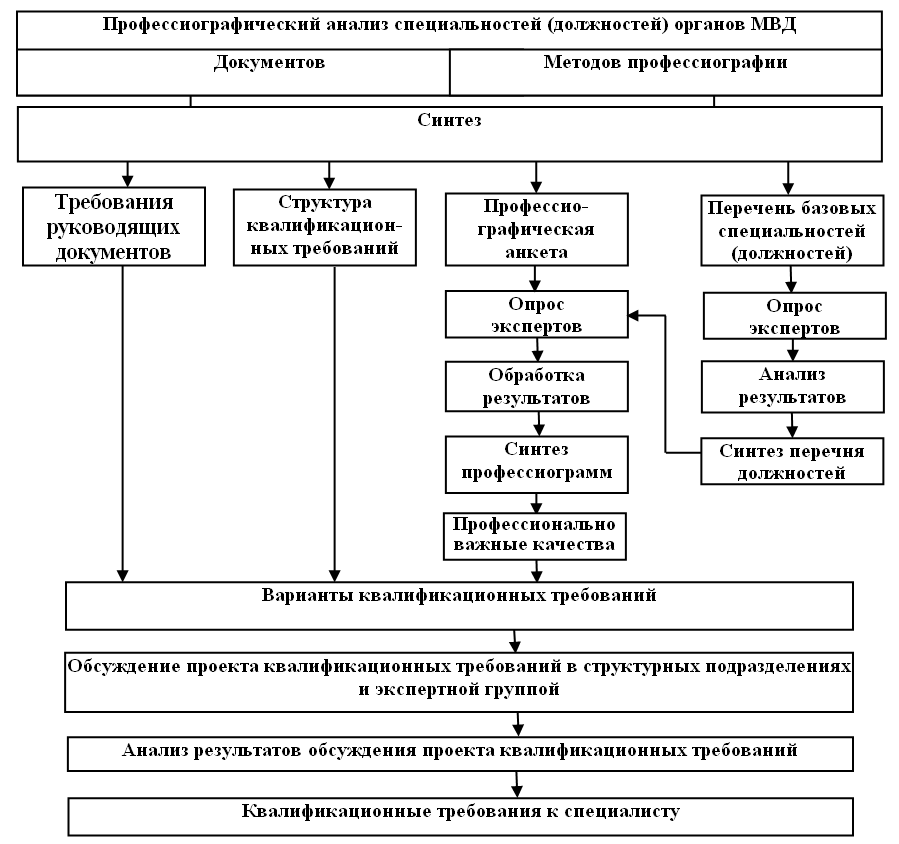 Профессиографический анализ специальностей (должностей) органов МВД
Документов
Методов профессиографии
Синтез
Требования
руководящих
документов
Структура
квалификацион-
ных требований
Профессио-
графическая
анкета
Перечень базовых
специальностей
(должностей)
Опрос
экспертов
Опрос
экспертов
Обработка
результатов
Анализ
результатов
Синтез
профессиограмм
Синтез перечня
должностей
Профессионально
важные качества
Варианты квалификационных требований
Обсуждение проекта квалификационных требований в структурных подразделениях
и экспертной группой
Анализ результатов обсуждения проекта квалификационных требований
Квалификационные требования к специалисту